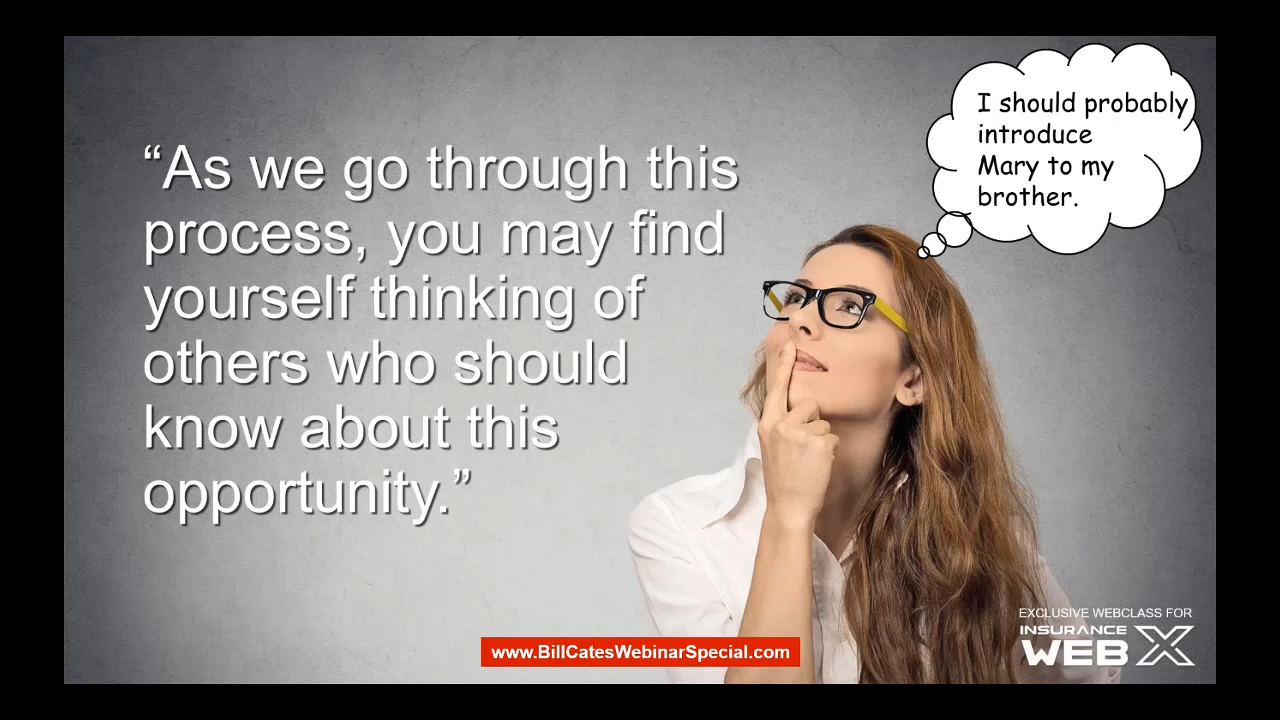 I should probably
introduce
Mary to my
brother.
“As we go through this
process, you may find
yourself thinking of
others who should
know about this
opportunity.”
EXCLUSIVE WEBCLASS FOR
INSURANCE
WEB X
www.BillCatesWebinarSpecial.com